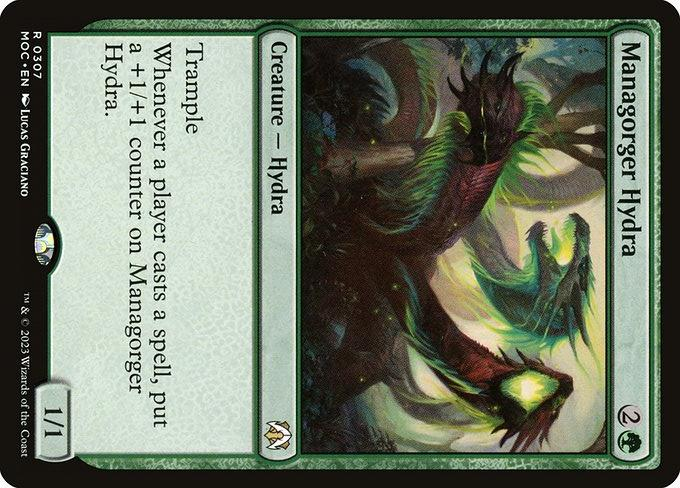 Managorger Hydra
2
Creature — Hydra
Trample
Whenever a player casts a spell, put
a +1/+1 counter on Managorger
Hydra.
1/1
R 0307
MOC • EN LUCAS GRACIANO
™ & © 2023 Wizards of the Coast